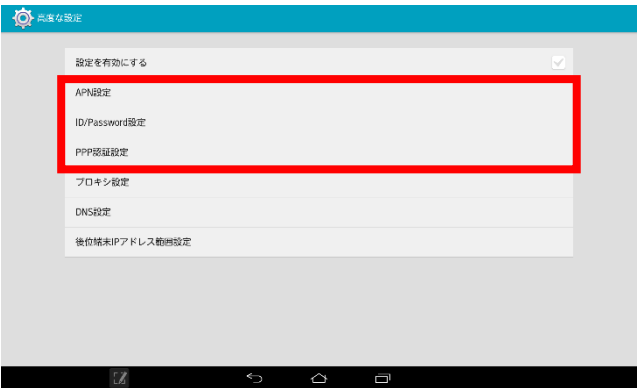 高度な設定
設定を有効にする
APN設定
ID/Password設定
PPP認証設定
プロキシ設定
DNS設定
後位端末IPアドレス範囲設定